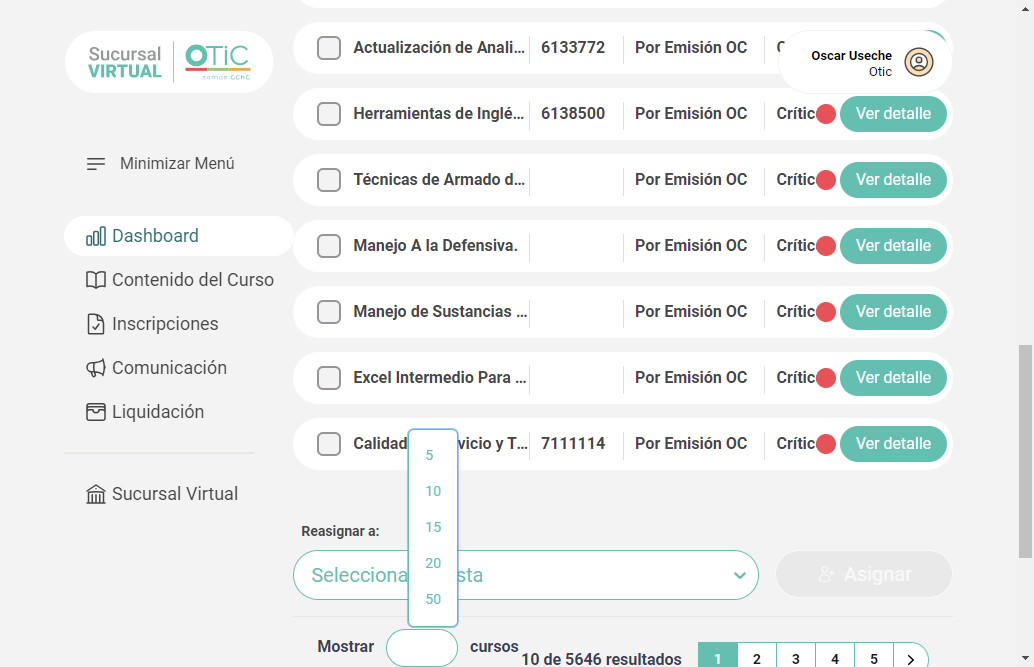 Sucursal
VIRTUAL
OTiC
somos CChC
Minimizar Menú
Dashboard
Contenido del Curso
Inscripciones
Comunicación
Liquidación
Sucursal Virtual
Oscar Useche
Otic
Actualización de Anali... 6133772 Por Emisión OC C
Herramientas de Inglé... 6138500 Por Emisión OC Crític Ver detalle
Técnicas de Armado d... Por Emisión OC Crític Ver detalle
Manejo A la Defensiva. Por Emisión OC Crític Ver detalle
Manejo de Sustancias ... Por Emisión OC Crític Ver detalle
Excel Intermedio Para ... Por Emisión OC Crític Ver detalle
Calidad vicio y T... 7111114 Por Emisión OC Crític Ver detalle
5
10
15
20
50
Reasignar a:
Selecciona sta
Asignar
Mostrar cursos
10 de 5646 resultados
1 2 3 4 5 >